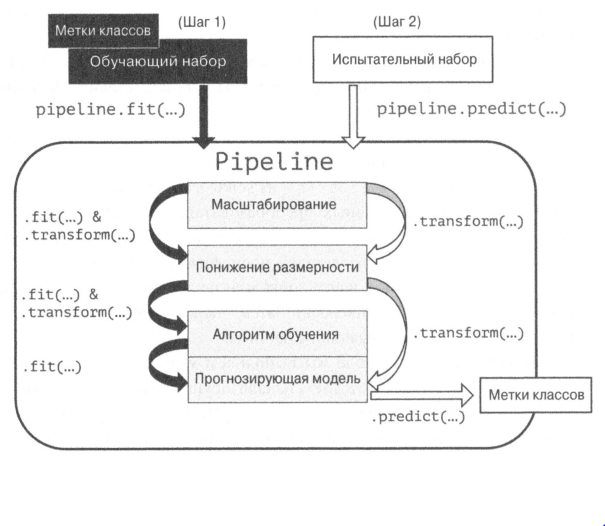 (Шаг 1)
(Шаг 2)
Метки классов
Обучающий набор
Испытательный набор
pipeline.fit(…)
pipeline.predict(…)
Pipeline
Масштабирование
.fit(…) &
.transform(…)
.transform(…)
Понижение размерности
.fit(…) &
.transform(…)
Алгоритм обучения
.transform(…)
.fit(…)
Прогнозирующая модель
Метки классов
.predict(…)